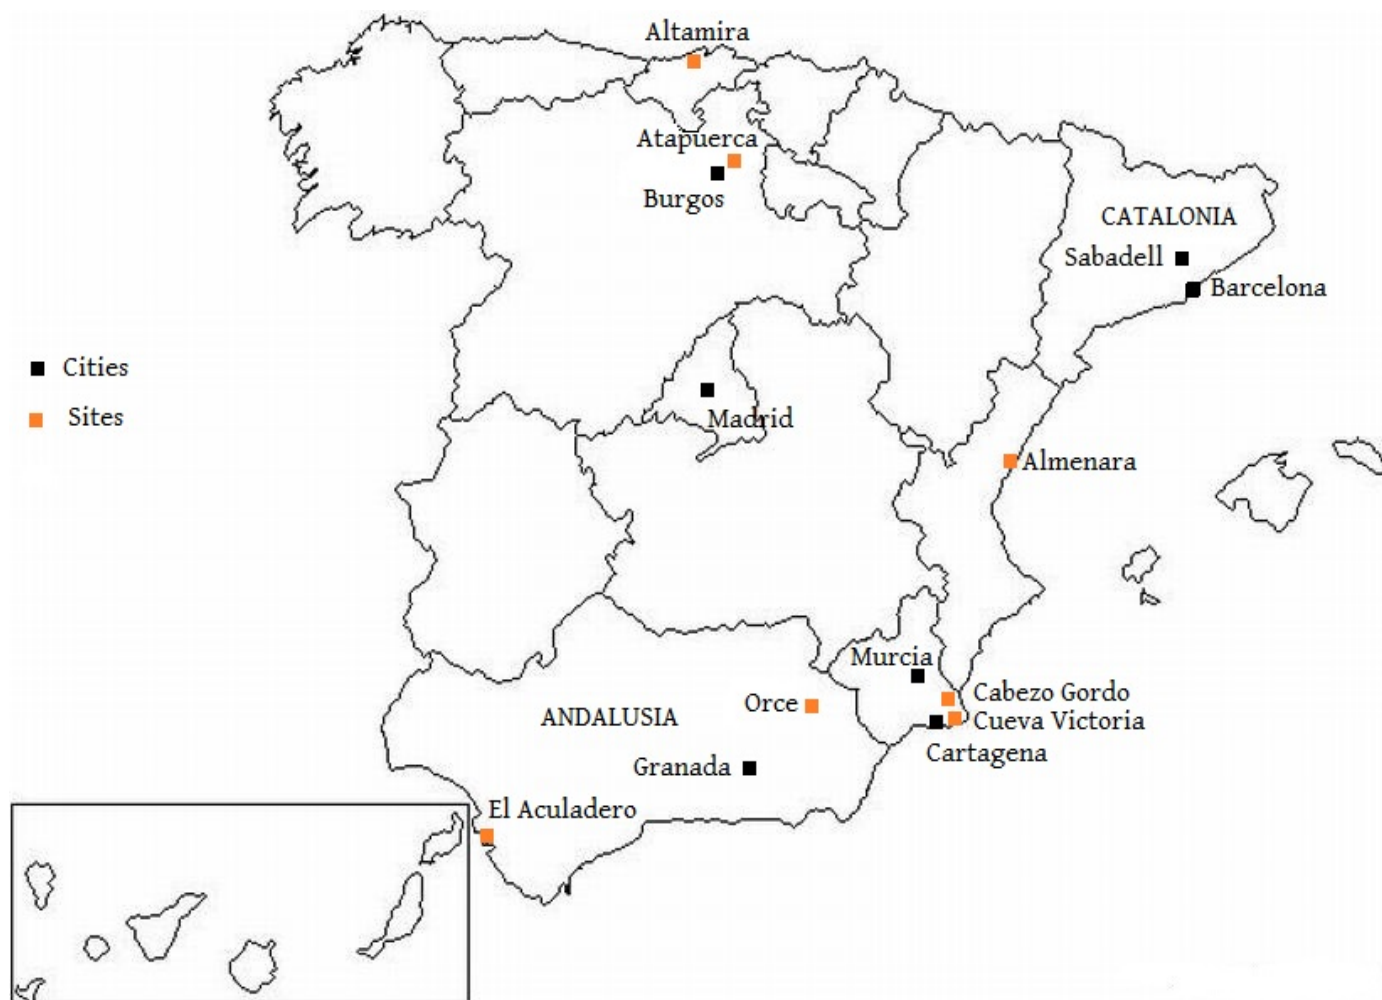 Altamira
Atapuerca
Burgos
CATALONIA
Sabadell
Barcelona
Cities
Sites
Madrid
Almenara
Murcia
Cabezo Gordo
Orce
ANDALUSIA
Cueva Victoria
Cartagena
Granada
El Aculadero